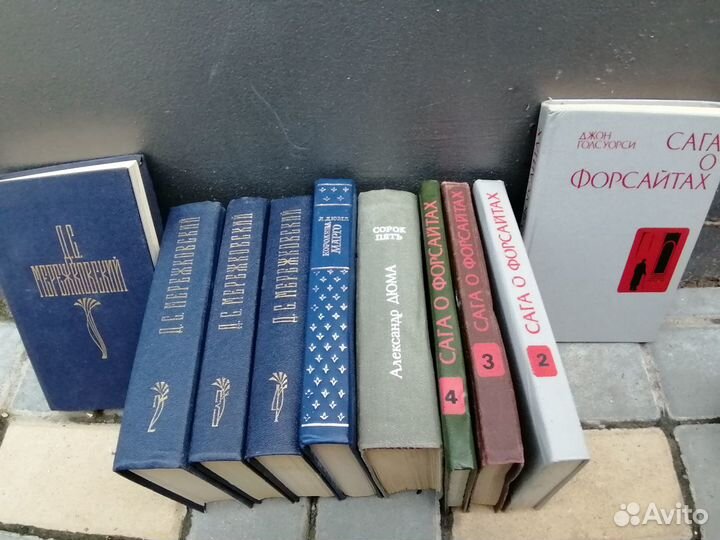 Д.С.
МЕРЕЖКОВСКИЙ
Д. С. МЕРЕЖКОВСКИЙ
Д. С. МЕРЕЖКОВСКИЙ
Д. С. МЕРЕЖКОВСКИЙ
А. ДЮМА
КОРОЛЕВА
МАРГО
СОРОК
ПЯТЬ
Александр ДЮМА
САГА О ФОРСАЙТАХ
4
САГА О ФОРСАЙТАХ
3
САГА О ФОРСАЙТАХ
2
ДЖОН
ГОЛСУОРСИ
САГА
О
ФОРСАЙТАХ
Avito